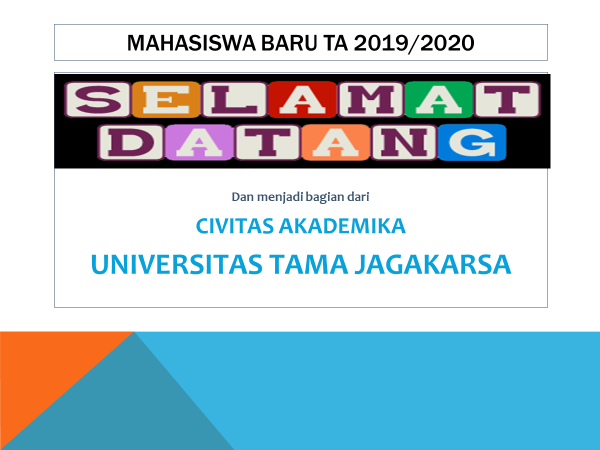 MAHASISWA BARU TA 2019/2020
SELAMAT
DATANG
Dan menjadi bagian dari
CIVITAS AKADEMIKA
UNIVERSITAS TAMA JAGAKARSA